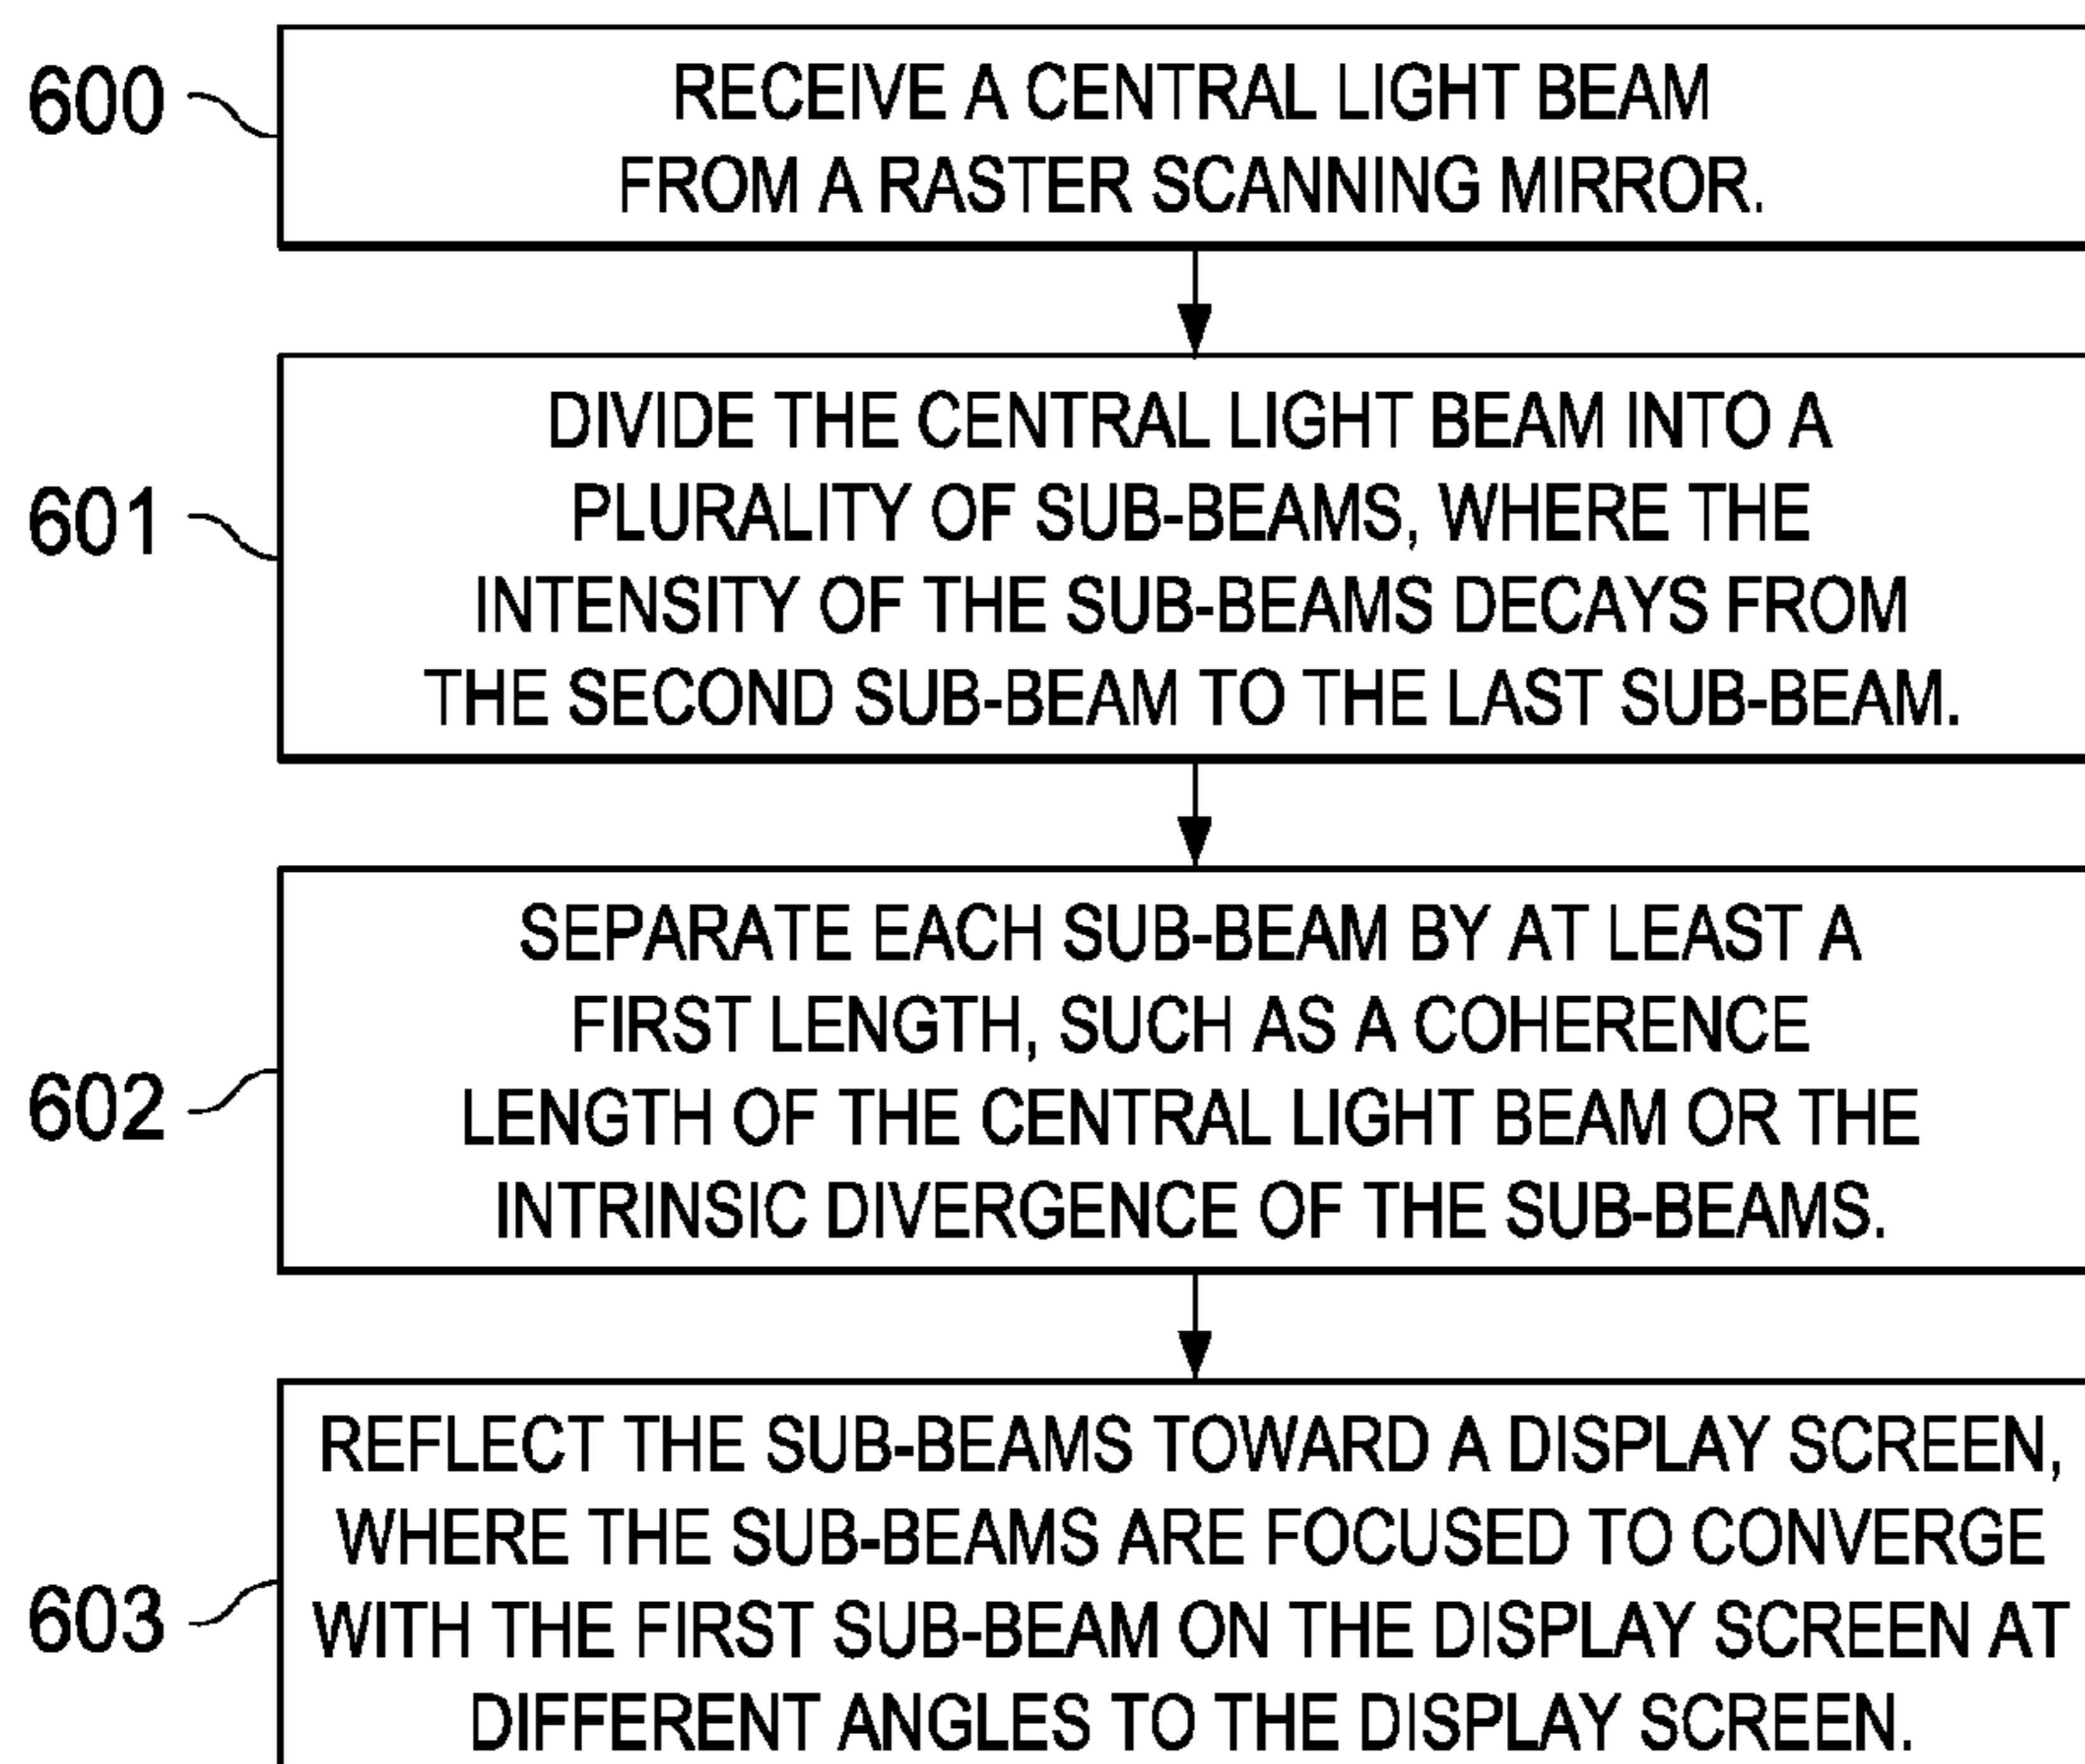 600
RECEIVE A CENTRAL LIGHT BEAM
FROM A RASTER SCANNING MIRROR.
601
DIVIDE THE CENTRAL LIGHT BEAM INTO A
PLURALITY OF SUB-BEAMS, WHERE THE
INTENSITY OF THE SUB-BEAMS DECAYS FROM
THE SECOND SUB-BEAM TO THE LAST SUB-BEAM.
602
SEPARATE EACH SUB-BEAM BY AT LEAST A
FIRST LENGTH, SUCH AS A COHERENCE
LENGTH OF THE CENTRAL LIGHT BEAM OR THE
INTRINSIC DIVERGENCE OF THE SUB-BEAMS.
603
REFLECT THE SUB-BEAMS TOWARD A DISPLAY SCREEN,
WHERE THE SUB-BEAMS ARE FOCUSED TO CONVERGE
WITH THE FIRST SUB-BEAM ON THE DISPLAY SCREEN AT
DIFFERENT ANGLES TO THE DISPLAY SCREEN.